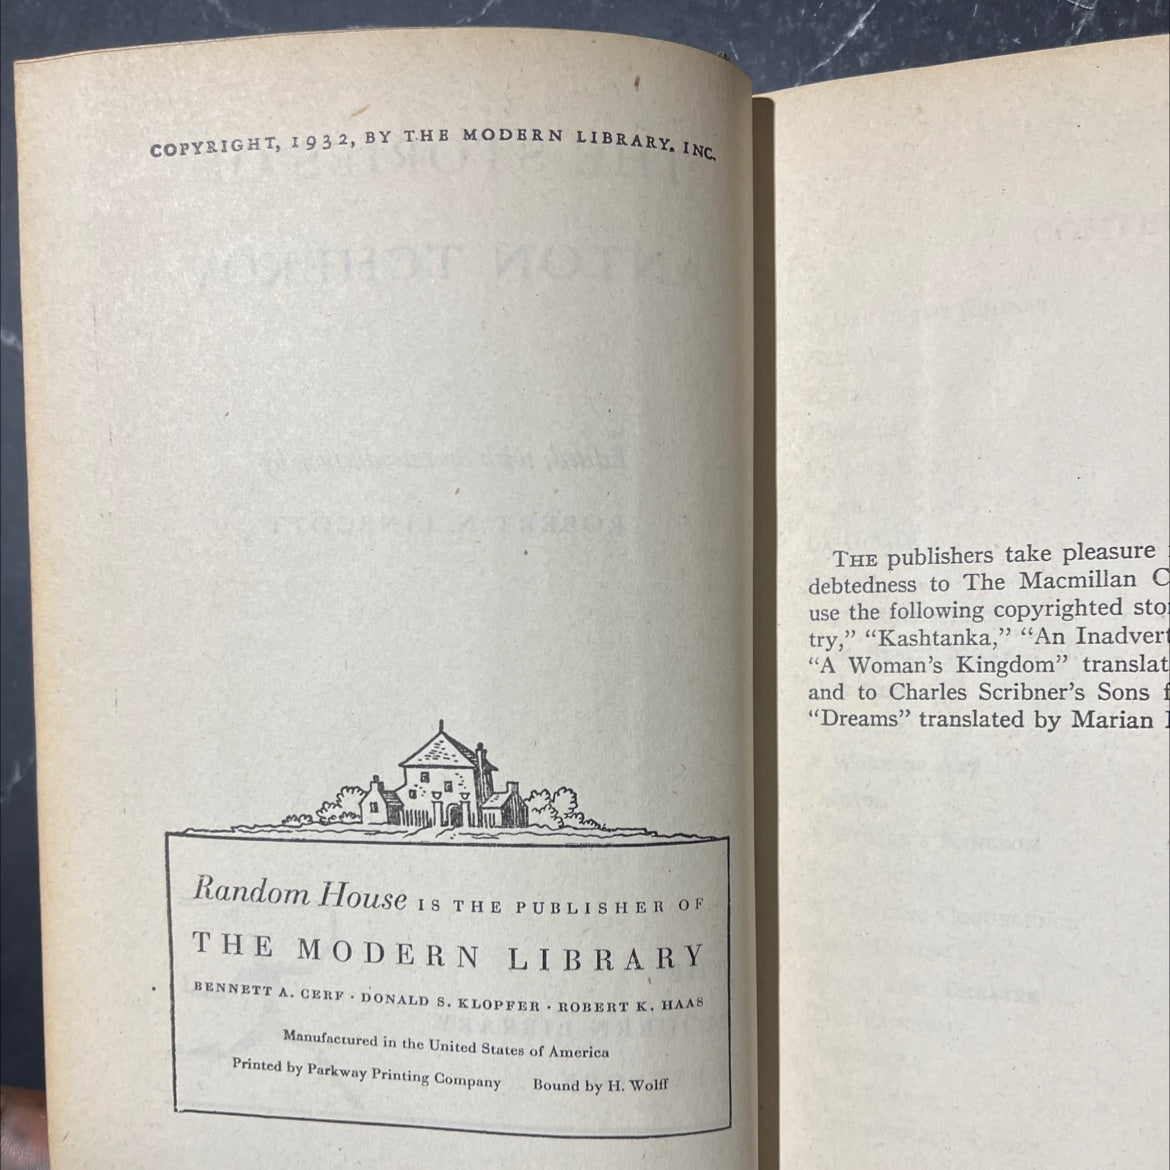 COPYRIGHT, 1932, BY THE MODERN LIBRARY, INC.
Random House IS THE PUBLISHER OF
THE MODERN LIBRARY
BENNETT A. CERF · DONALD S. KLOPFER · ROBERT K. HAAS
Manufactured in the United States of America
Printed by Parkway Printing Company Bound by H. Wolff
THE publishers take pleasure
debtedness to The Macmillan C
use the following copyrighted sto
try,” “Kashtanka,” “An Inadvert
“A Woman’s Kingdom” translat
and to Charles Scribner’s Sons f
“Dreams” translated by Marian